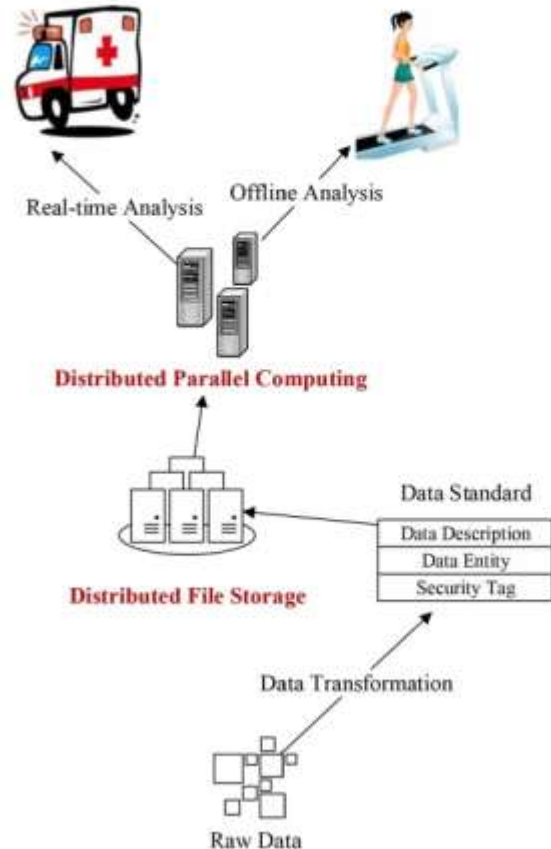 Real-time Analysis
Offline Analysis
Distributed Parallel Computing
Data Standard
Data Description
Data Entity
Security Tag
Distributed File Storage
Data Transformation
Raw Data